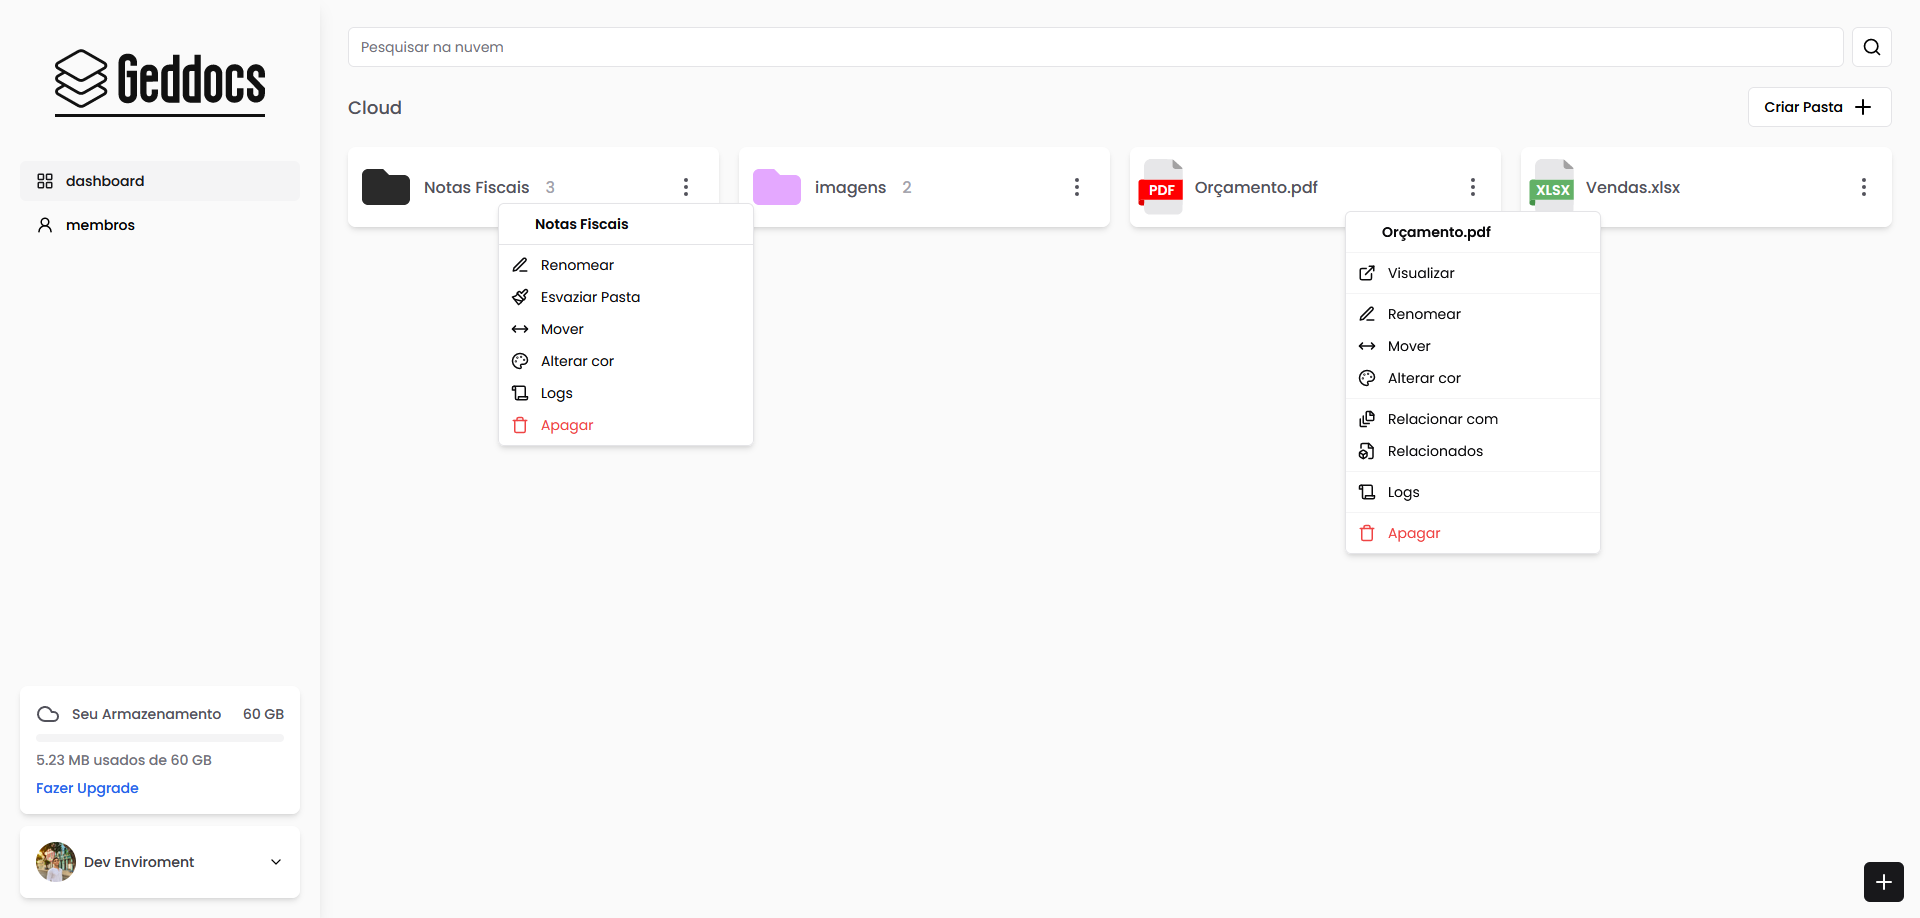 Geddocs
dashboard
membros
Seu Armazenamento 60 GB
5.23 MB usados de 60 GB
Fazer Upgrade
Dev Enviroment
Pesquisar na nuvem
Cloud
Criar Pasta
Notas Fiscais 3
imagens 2
PDF Orçamento.pdf
XLSX Vendas.xlsx
Notas Fiscais
Renomear
Esvaziar Pasta
Mover
Alterar cor
Logs
Apagar
Orçamento.pdf
Visualizar
Renomear
Mover
Alterar cor
Relacionar com
Relacionados
Logs
Apagar